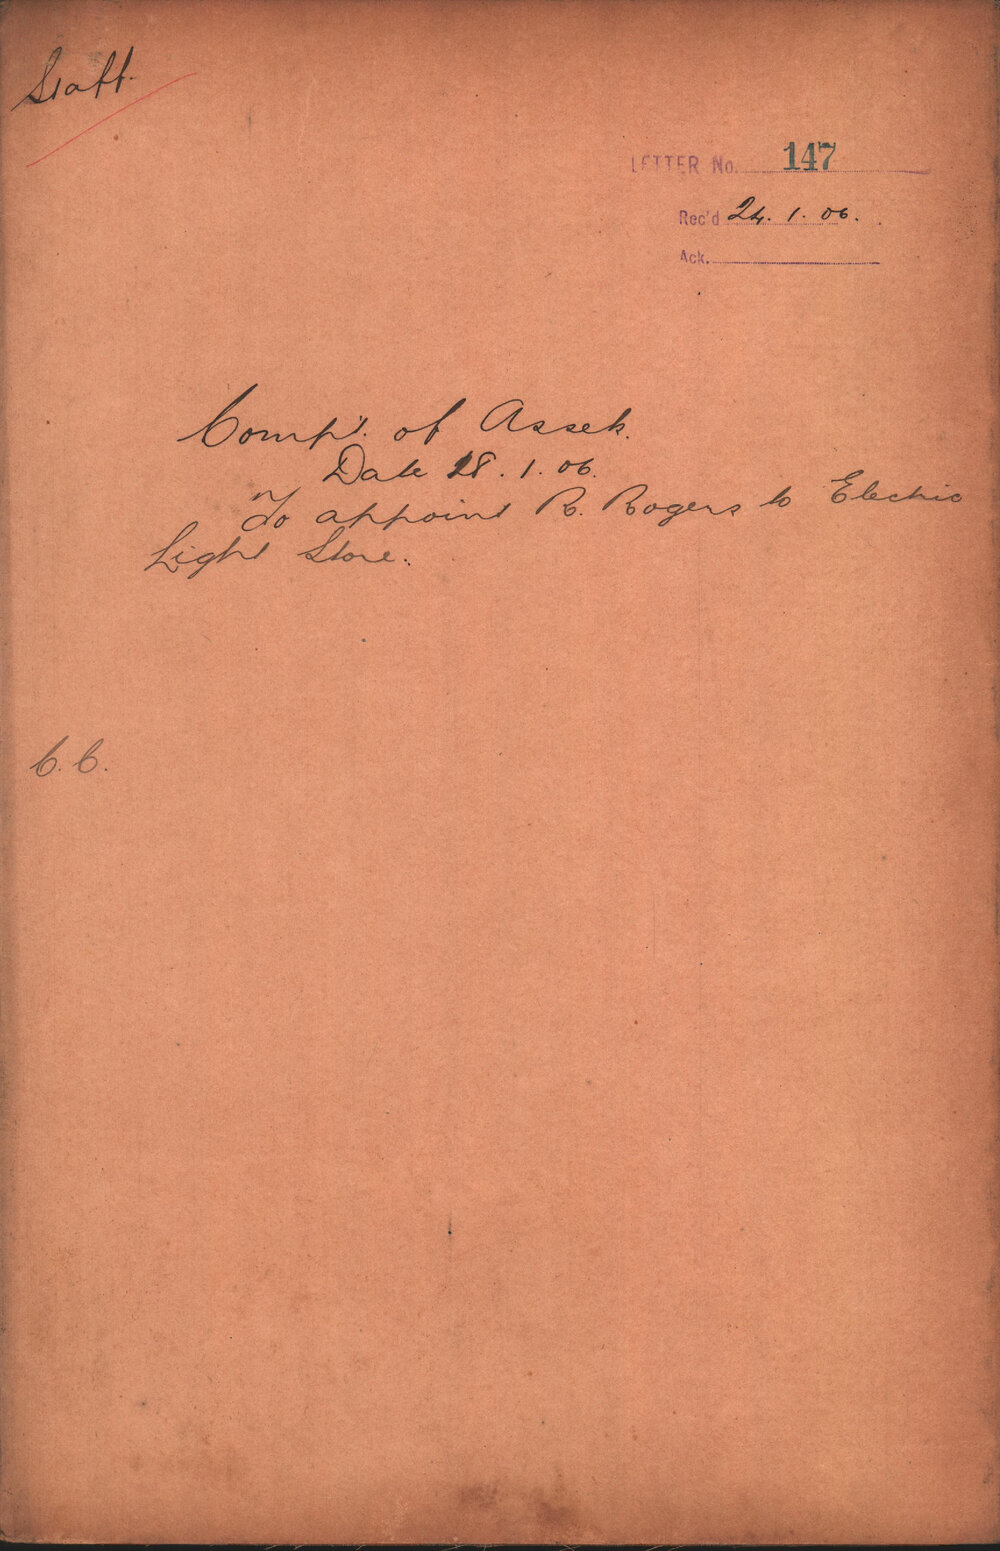 Staff.
LETTER No. 147
Rec'd 24. 1. 06.
Ack.
Compt. of Assets.
Date 28. 1. 06.
To appoint R. Rogers to Electric
Light Store.
C. C.